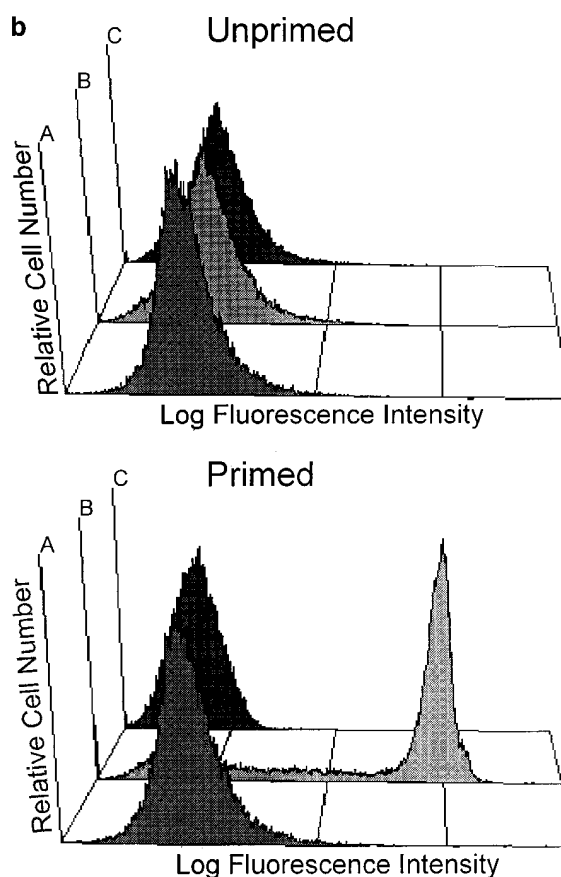 b
Unprimed
C
B
A
Relative Cell Number
Log Fluorescence Intensity
Primed
C
B
A
Relative Cell Number
Log Fluorescence Intensity